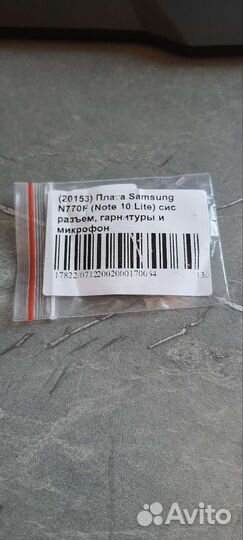 (20153) Плата Samsung
N770F (Note 10 Lite) сис
разъем, гарнитуры и
микрофон
Avito